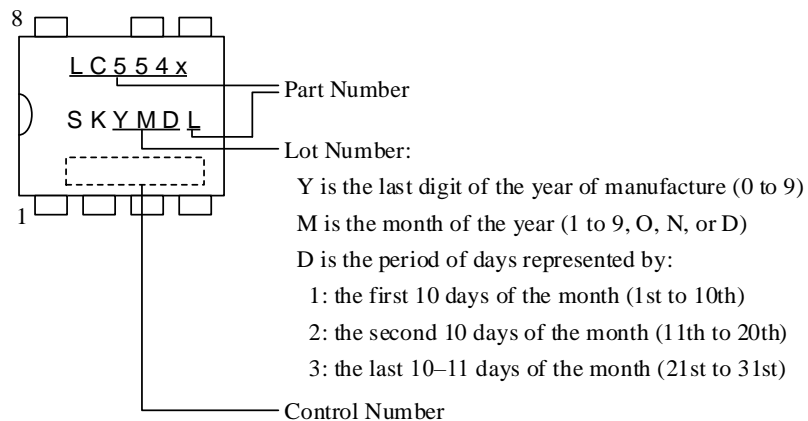 8
LC554x
Part Number
SKYMDL
Lot Number:
Y is the last digit of the year of manufacture (0 to 9)
M is the month of the year (1 to 9, O, N, or D)
D is the period of days represented by:
1: the first 10 days of the month (1st to 10th)
2: the second 10 days of the month (11th to 20th)
3: the last 10–11 days of the month (21st to 31st)
1
Control Number